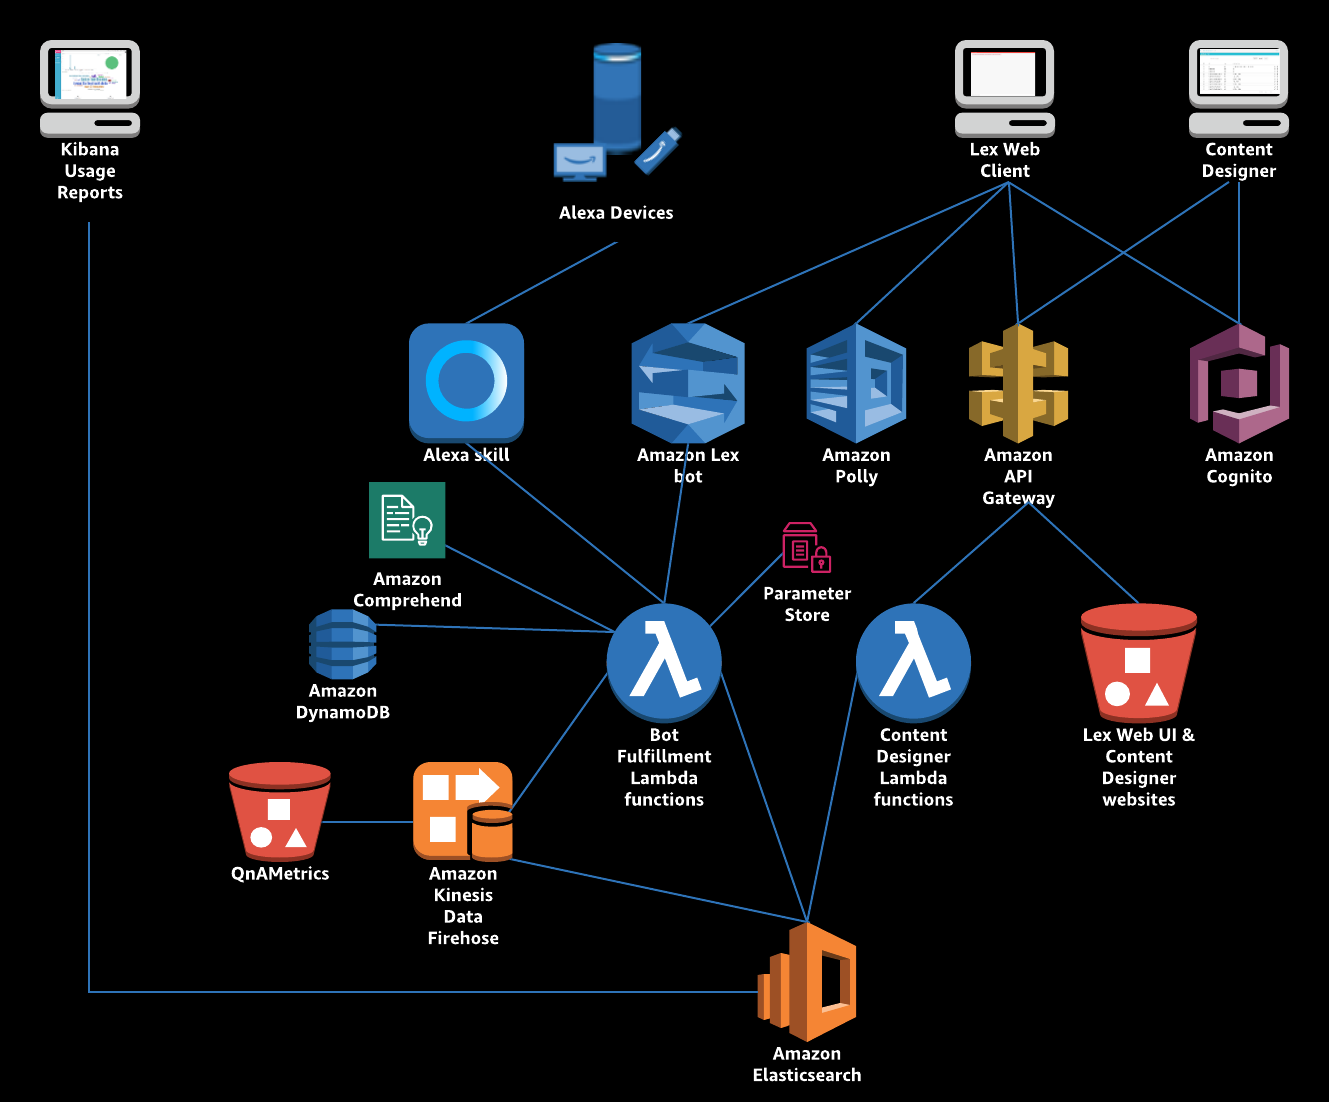 Kibana
Usage
Reports
Alexa Devices
Lex Web
Client
Content
Designer
Alexa skill
Amazon Lex
bot
Amazon
Polly
Amazon
API
Gateway
Amazon
Cognito
Amazon
Comprehend
Parameter
Store
Amazon
DynamoDB
Bot
Fulfillment
Lambda
functions
Content
Designer
Lambda
functions
Lex Web UI &
Content
Designer
websites
QnAMetrics
Amazon
Kinesis
Data
Firehose
Amazon
Elasticsearch